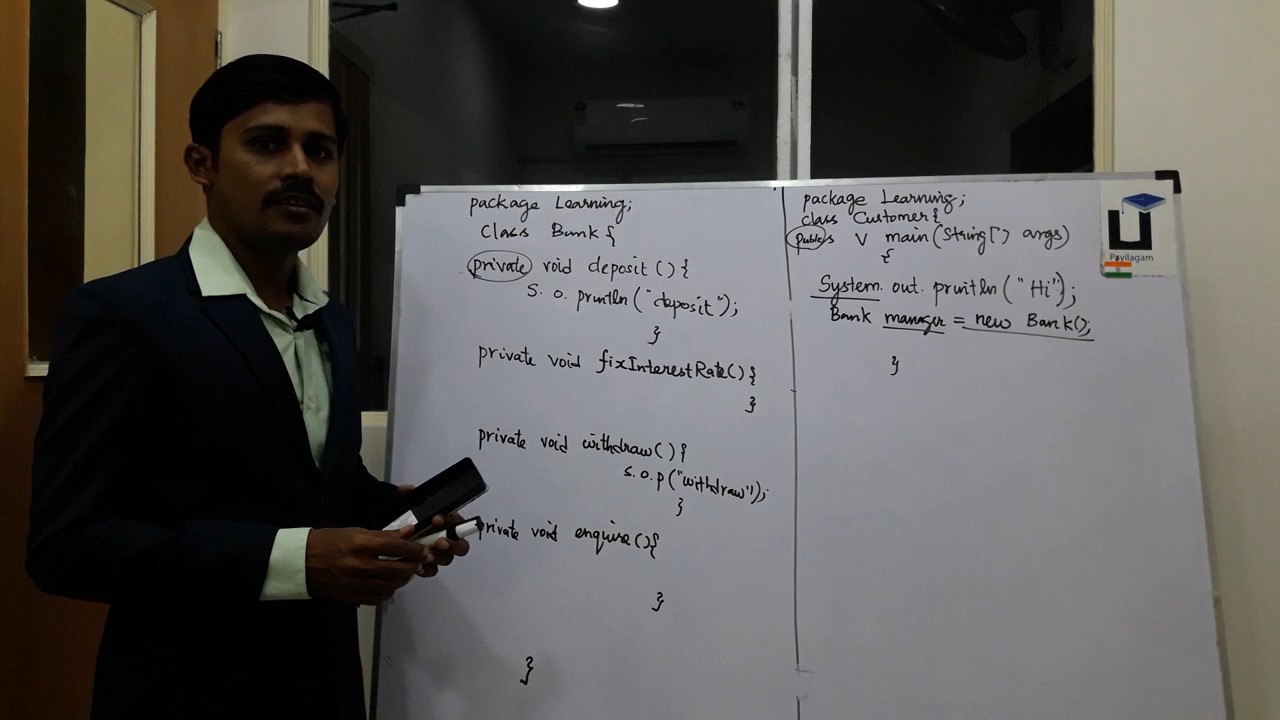 package Learning;
class Bank {
private void deposit () {
S. o. println ("deposit");
}
private void fixInterestRate() {
}
private void withdraw() {
s. o. p ("withdraw");
}
private void enquire () {
}
}
package Learning;
class Customer {
public s v main (String[] args)
{
System. out. println ("Hi");
Bank manager = new Bank();
}
Payilagam